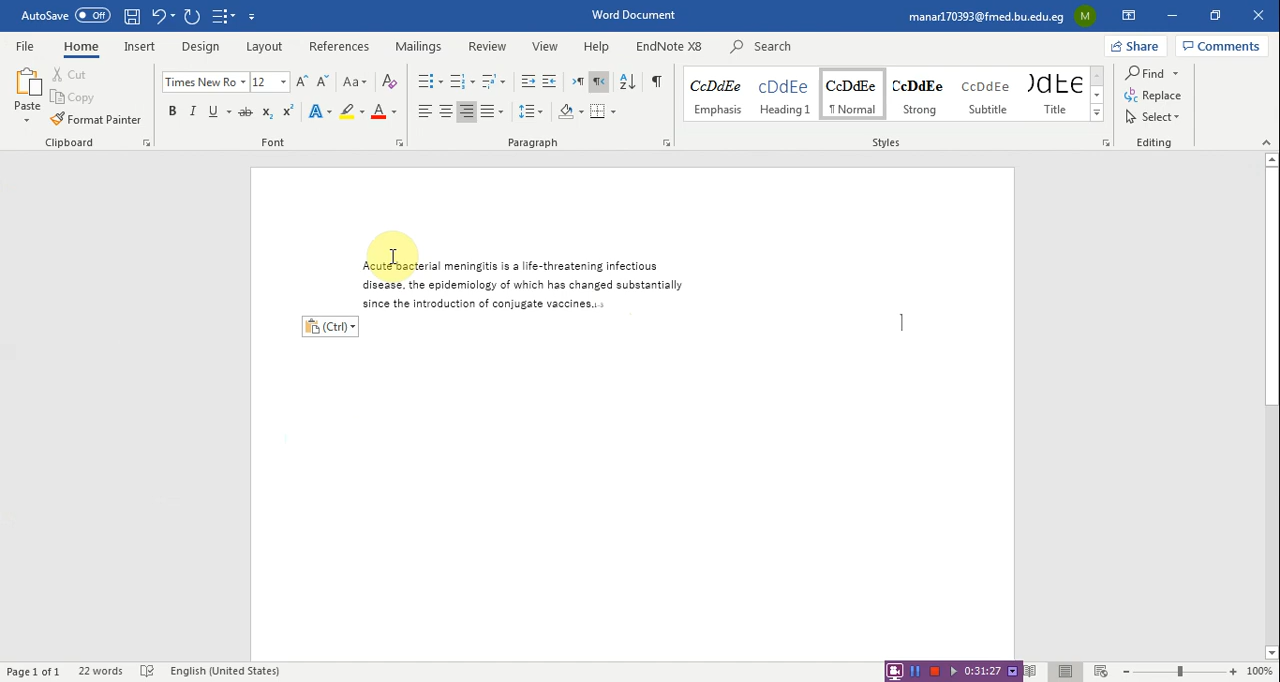 AutoSave Off
Word Document
manar170393@fmed.bu.edu.eg M
File Home Insert Design Layout References Mailings Review View Help EndNote X8 Search Share Comments
Paste
Cut
Copy
Format Painter
Clipboard
Times New Ro 12
Font
Paragraph
CcDdEe cDdEe CcDdEe CcDdEe CcDdEe
Emphasis Heading 1 ¶ Normal Strong Subtitle Title
Styles
Find
Replace
Select
Editing
Acute bacterial meningitis is a life-threatening infectious
disease, the epidemiology of which has changed substantially
since the introduction of conjugate vaccines.
(Ctrl)
Page 1 of 1 22 words English (United States) 0:31:27 100%